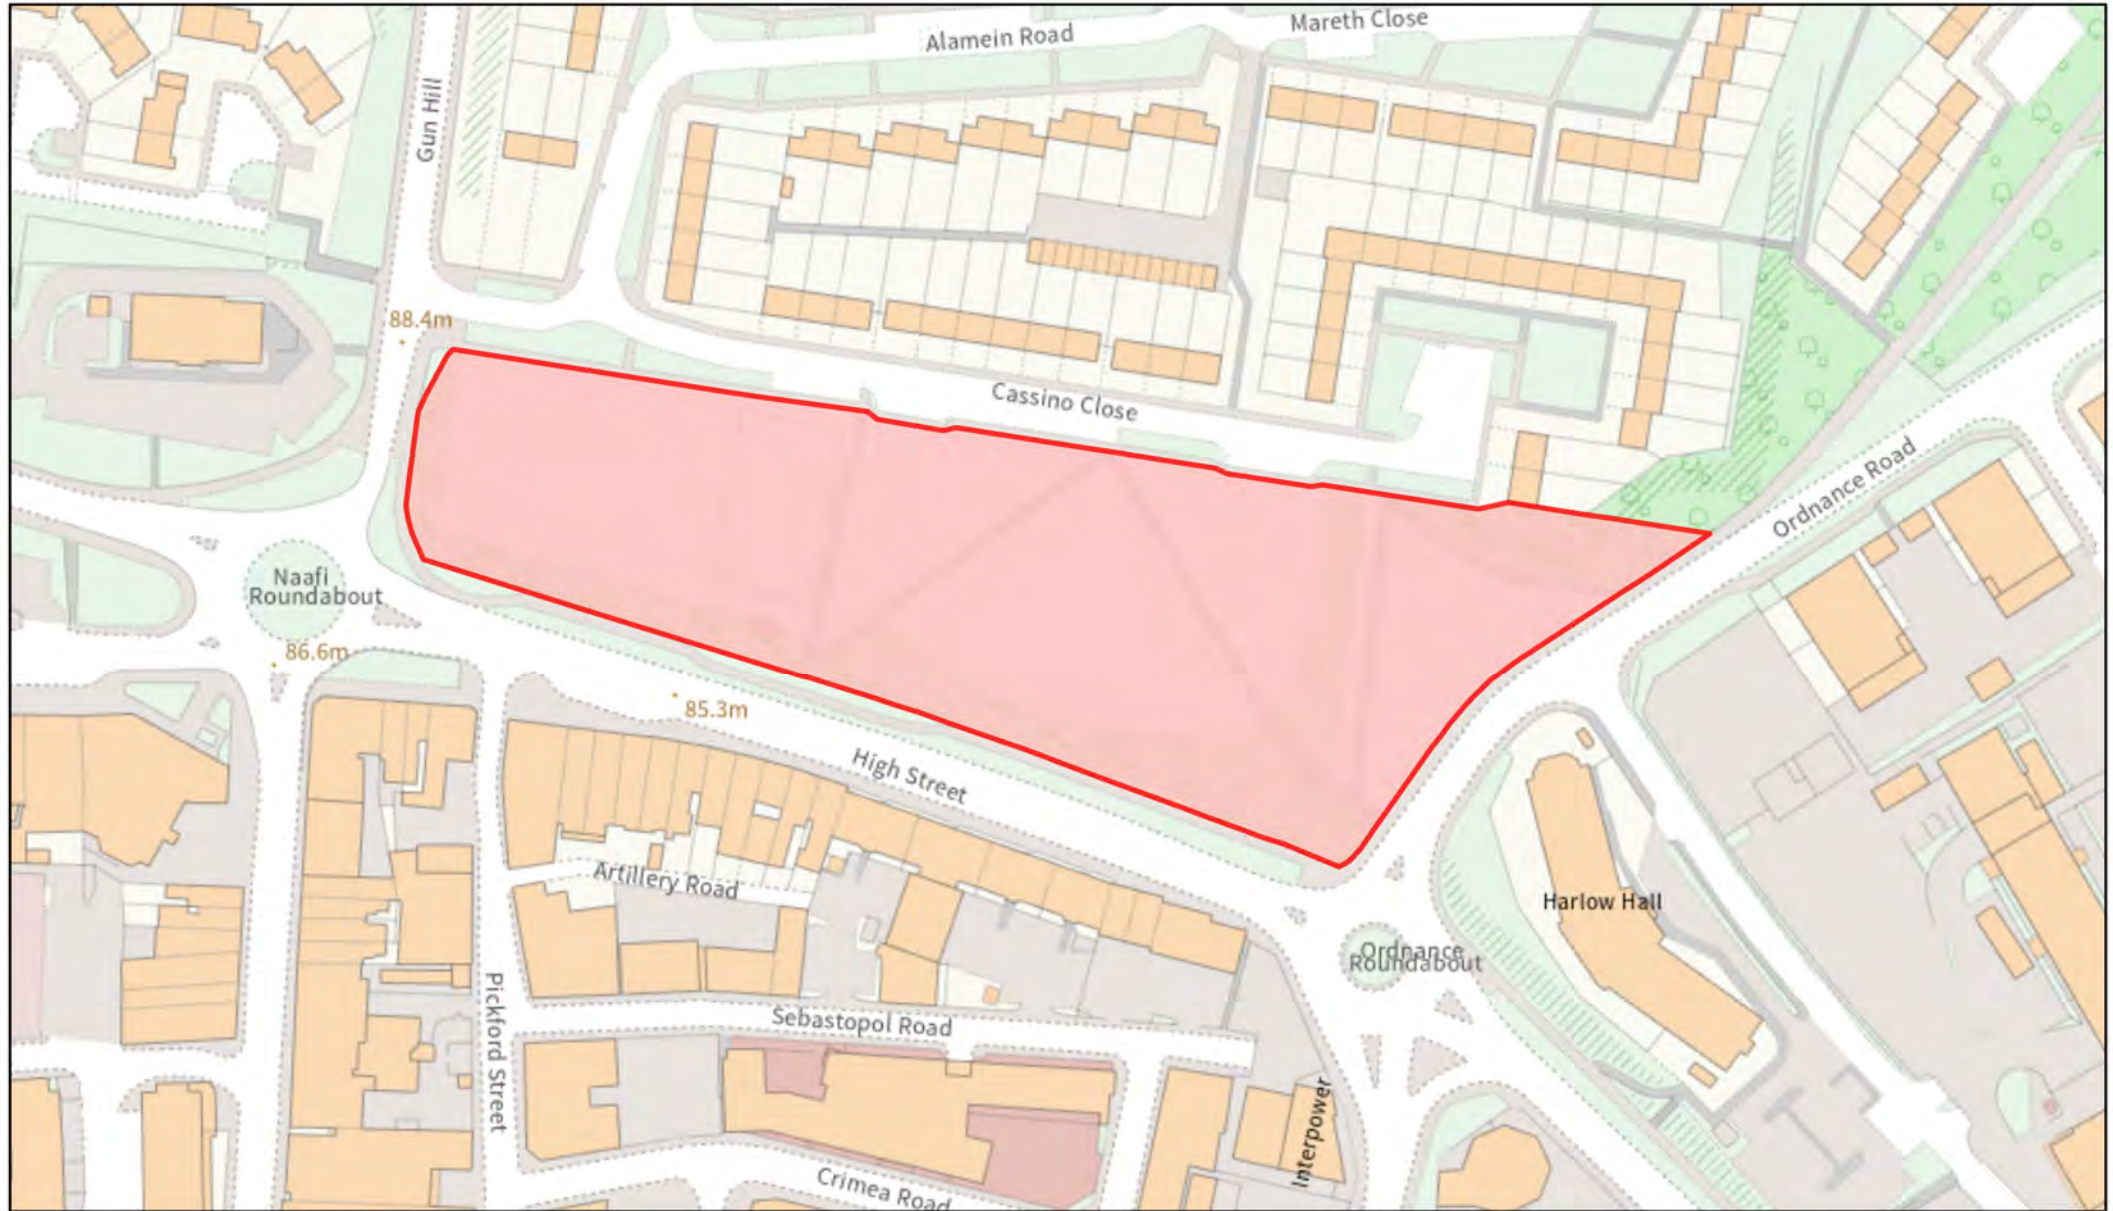 Mareth Close
Alamein Road
Gun Hill
88.4m
Cassino Close
Ordnance Road
Naafi
Roundabout
86.6m
85.3m
High Street
Artillery Road
Harlow Hall
Ordnance
Roundabout
Pickford Street
Sebastopol Road
Interpower
Crimea Road